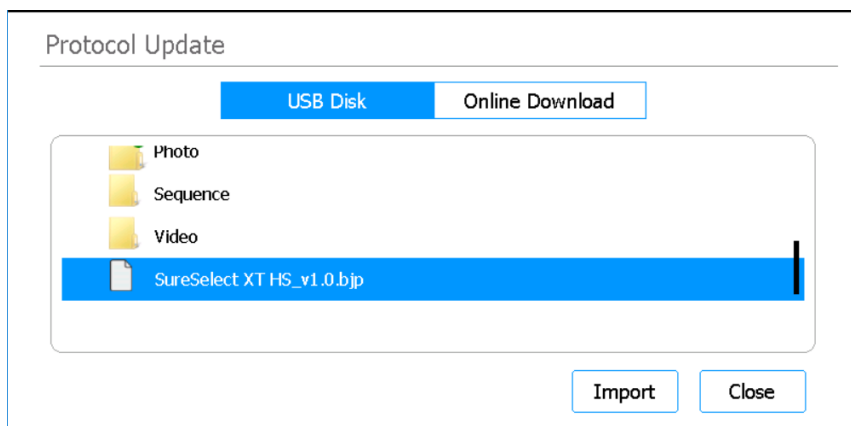 Protocol Update
USB Disk
Online Download
Photo
Sequence
Video
SureSelect XT HS_v1.0.bjp
Import
Close